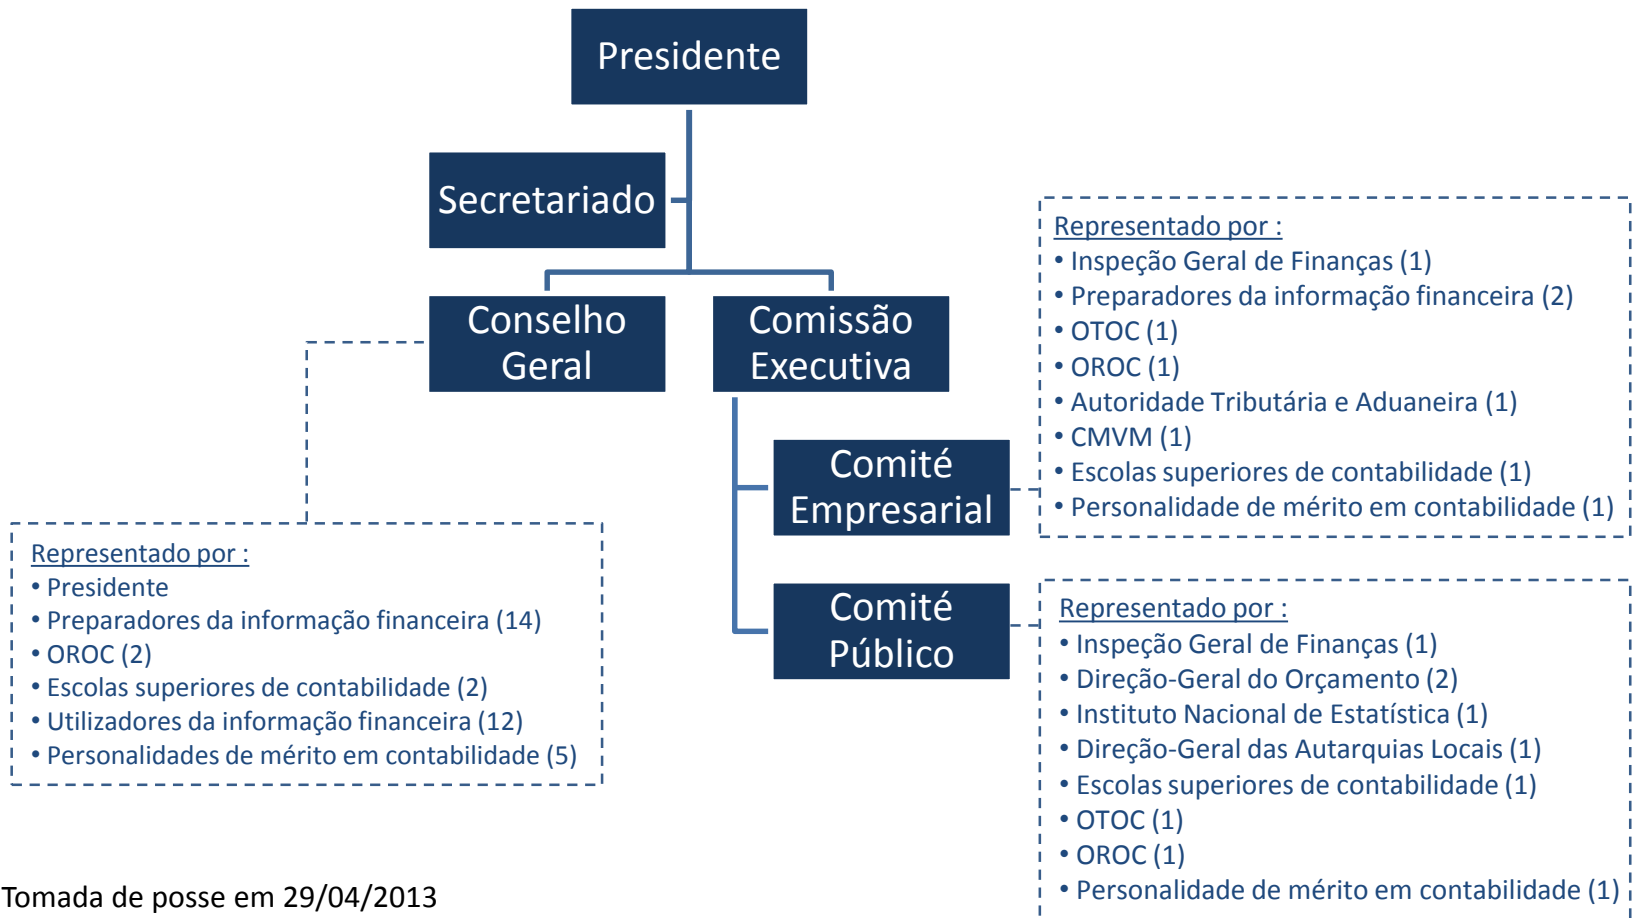 Presidente
Secretariado
Conselho
Geral
Comissão
Executiva
Comité
Empresarial
Comité
Público
Representado por :
• Inspeção Geral de Finanças (1)
• Preparadores da informação financeira (2)
• OTOC (1)
• OROC (1)
• Autoridade Tributária e Aduaneira (1)
• CMVM (1)
• Escolas superiores de contabilidade (1)
• Personalidade de mérito em contabilidade (1)
Representado por :
• Presidente
• Preparadores da informação financeira (14)
• OROC (2)
• Escolas superiores de contabilidade (2)
• Utilizadores da informação financeira (12)
• Personalidades de mérito em contabilidade (5)
Representado por :
• Inspeção Geral de Finanças (1)
• Direção-Geral do Orçamento (2)
• Instituto Nacional de Estatística (1)
• Direção-Geral das Autarquias Locais (1)
• Escolas superiores de contabilidade (1)
• OTOC (1)
• OROC (1)
• Personalidade de mérito em contabilidade (1)
Tomada de posse em 29/04/2013